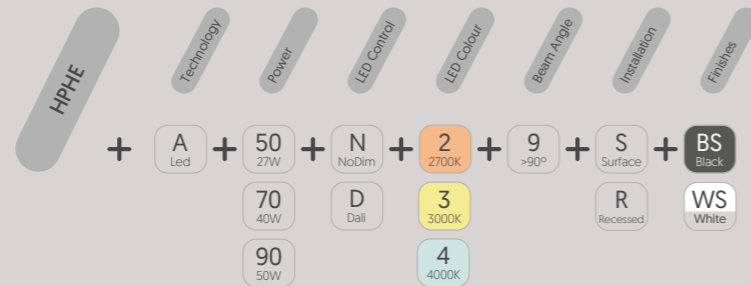 HPHE
Technology
Power
LED Control
LED Colour
Beam Angle
Installation
Finishes
+ A + 50 + N + 2 + 9 + S + BS
Led 27W NoDim 2700K >90º Surface Black
70 D 3 R WS
40W Dali 3000K Recessed White
90 4
50W 4000K